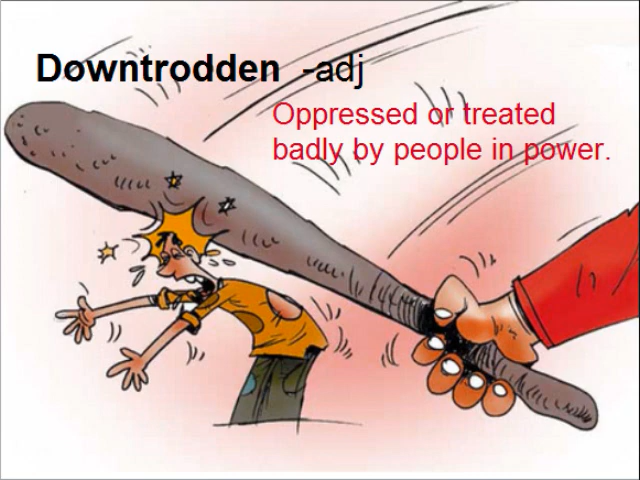 Downtrodden -adj
Oppressed or treated
badly by people in power.